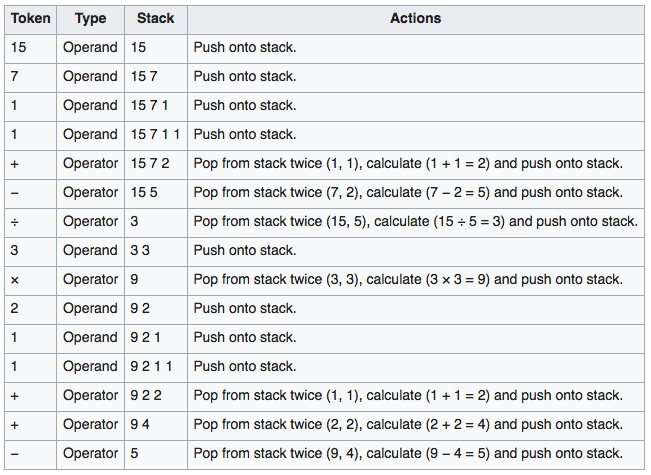 Token Type Stack Actions
15 Operand 15 Push onto stack.
7 Operand 15 7 Push onto stack.
1 Operand 15 7 1 Push onto stack.
1 Operand 15 7 1 1 Push onto stack.
+ Operator 15 7 2 Pop from stack twice (1, 1), calculate (1 + 1 = 2) and push onto stack.
− Operator 15 5 Pop from stack twice (7, 2), calculate (7 − 2 = 5) and push onto stack.
÷ Operator 3 Pop from stack twice (15, 5), calculate (15 ÷ 5 = 3) and push onto stack.
3 Operand 3 3 Push onto stack.
× Operator 9 Pop from stack twice (3, 3), calculate (3 × 3 = 9) and push onto stack.
2 Operand 9 2 Push onto stack.
1 Operand 9 2 1 Push onto stack.
1 Operand 9 2 1 1 Push onto stack.
+ Operator 9 2 2 Pop from stack twice (1, 1), calculate (1 + 1 = 2) and push onto stack.
+ Operator 9 4 Pop from stack twice (2, 2), calculate (2 + 2 = 4) and push onto stack.
− Operator 5 Pop from stack twice (9, 4), calculate (9 − 4 = 5) and push onto stack.